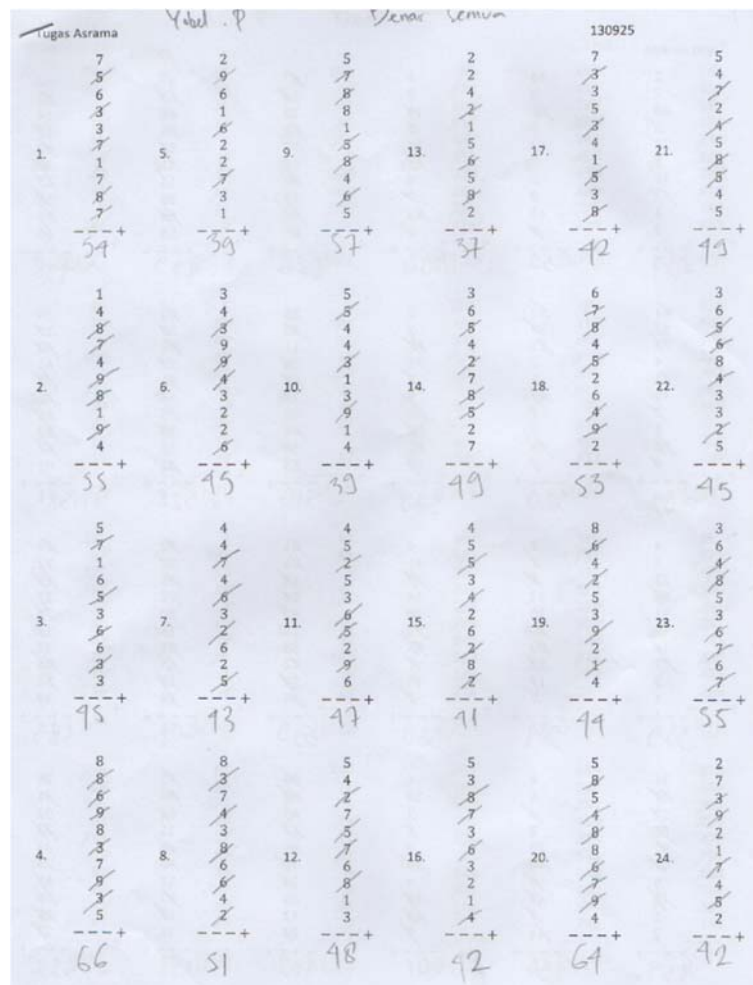 Yobel . P Benar Semua
Tugas Asrama 130925
7 2 5 2 7 5
5 9 7 2 3 4
6 6 8 4 3 7
3 1 8 2 5 2
3 6 1 1 3 4
1. 7 5. 2 9. 5 13. 5 17. 4 21. 5
1 2 8 6 1 8
7 7 4 5 5 5
8 3 6 8 3 4
7 1 5 2 8 5
----+ ----+ ----+ ----+ ----+ ----+
54 39 57 37 42 49
1 3 5 3 6 3
4 4 5 6 7 6
8 3 4 5 8 5
7 9 4 4 4 6
4 9 3 2 5 8
2. 9 6. 4 10. 1 14. 7 18. 2 22. 4
8 3 3 8 6 3
1 2 9 5 4 3
9 2 1 2 9 2
4 6 4 7 2 5
----+ ----+ ----+ ----+ ----+ ----+
55 45 39 49 53 45
5 4 4 4 8 3
7 4 5 5 6 6
1 7 2 5 4 4
6 4 5 3 2 8
5 6 3 4 5 5
3. 3 7. 3 11. 6 15. 2 19. 3 23. 3
6 2 5 6 9 6
6 6 2 2 2 7
3 2 9 8 1 6
3 5 6 2 4 7
----+ ----+ ----+ ----+ ----+ ----+
45 43 47 41 44 55
8 8 5 5 5 2
8 3 4 3 8 7
6 7 2 8 5 3
9 4 7 7 4 9
8 3 5 3 8 2
4. 3 8. 8 12. 7 16. 6 20. 8 24. 1
7 6 6 3 6 7
9 6 8 2 7 4
3 4 1 1 9 5
5 2 3 4 4 2
----+ ----+ ----+ ----+ ----+ ----+
66 51 48 42 64 42